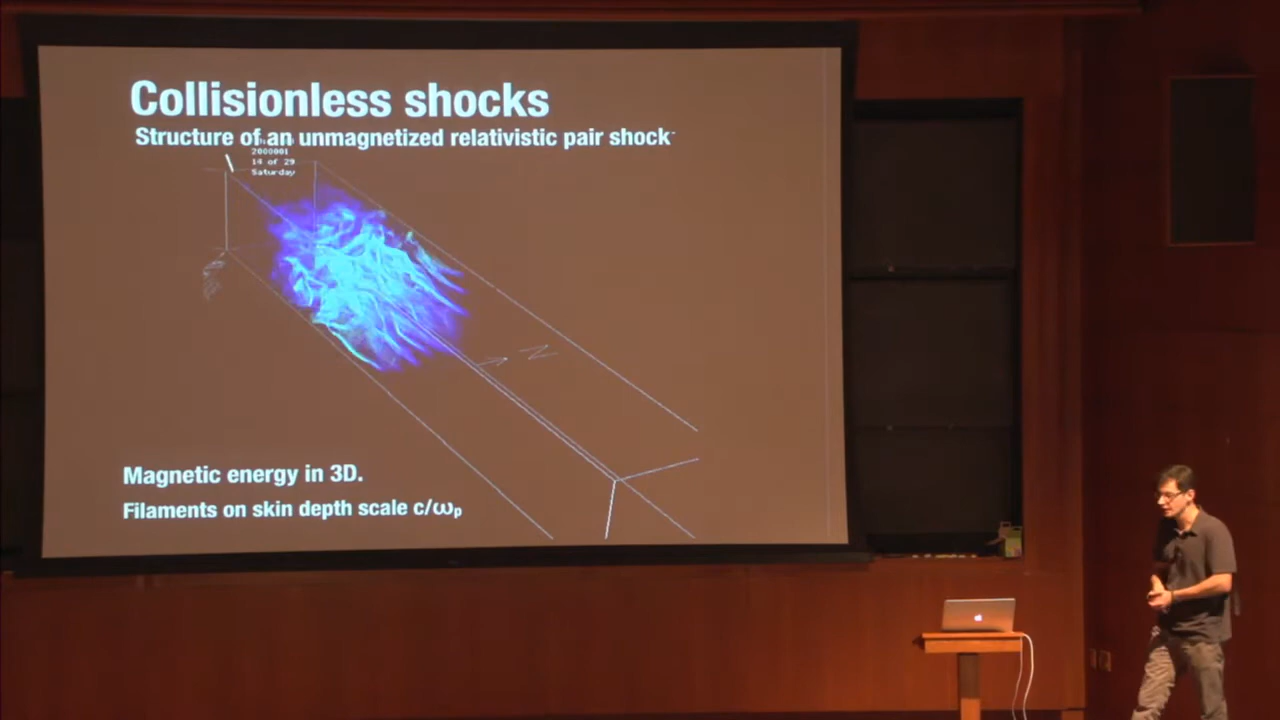 Collisionless shocks
Structure of an unmagnetized relativistic pair shock
2000001
14 of 29
Saturday
Magnetic energy in 3D.
Filaments on skin depth scale c/ωp